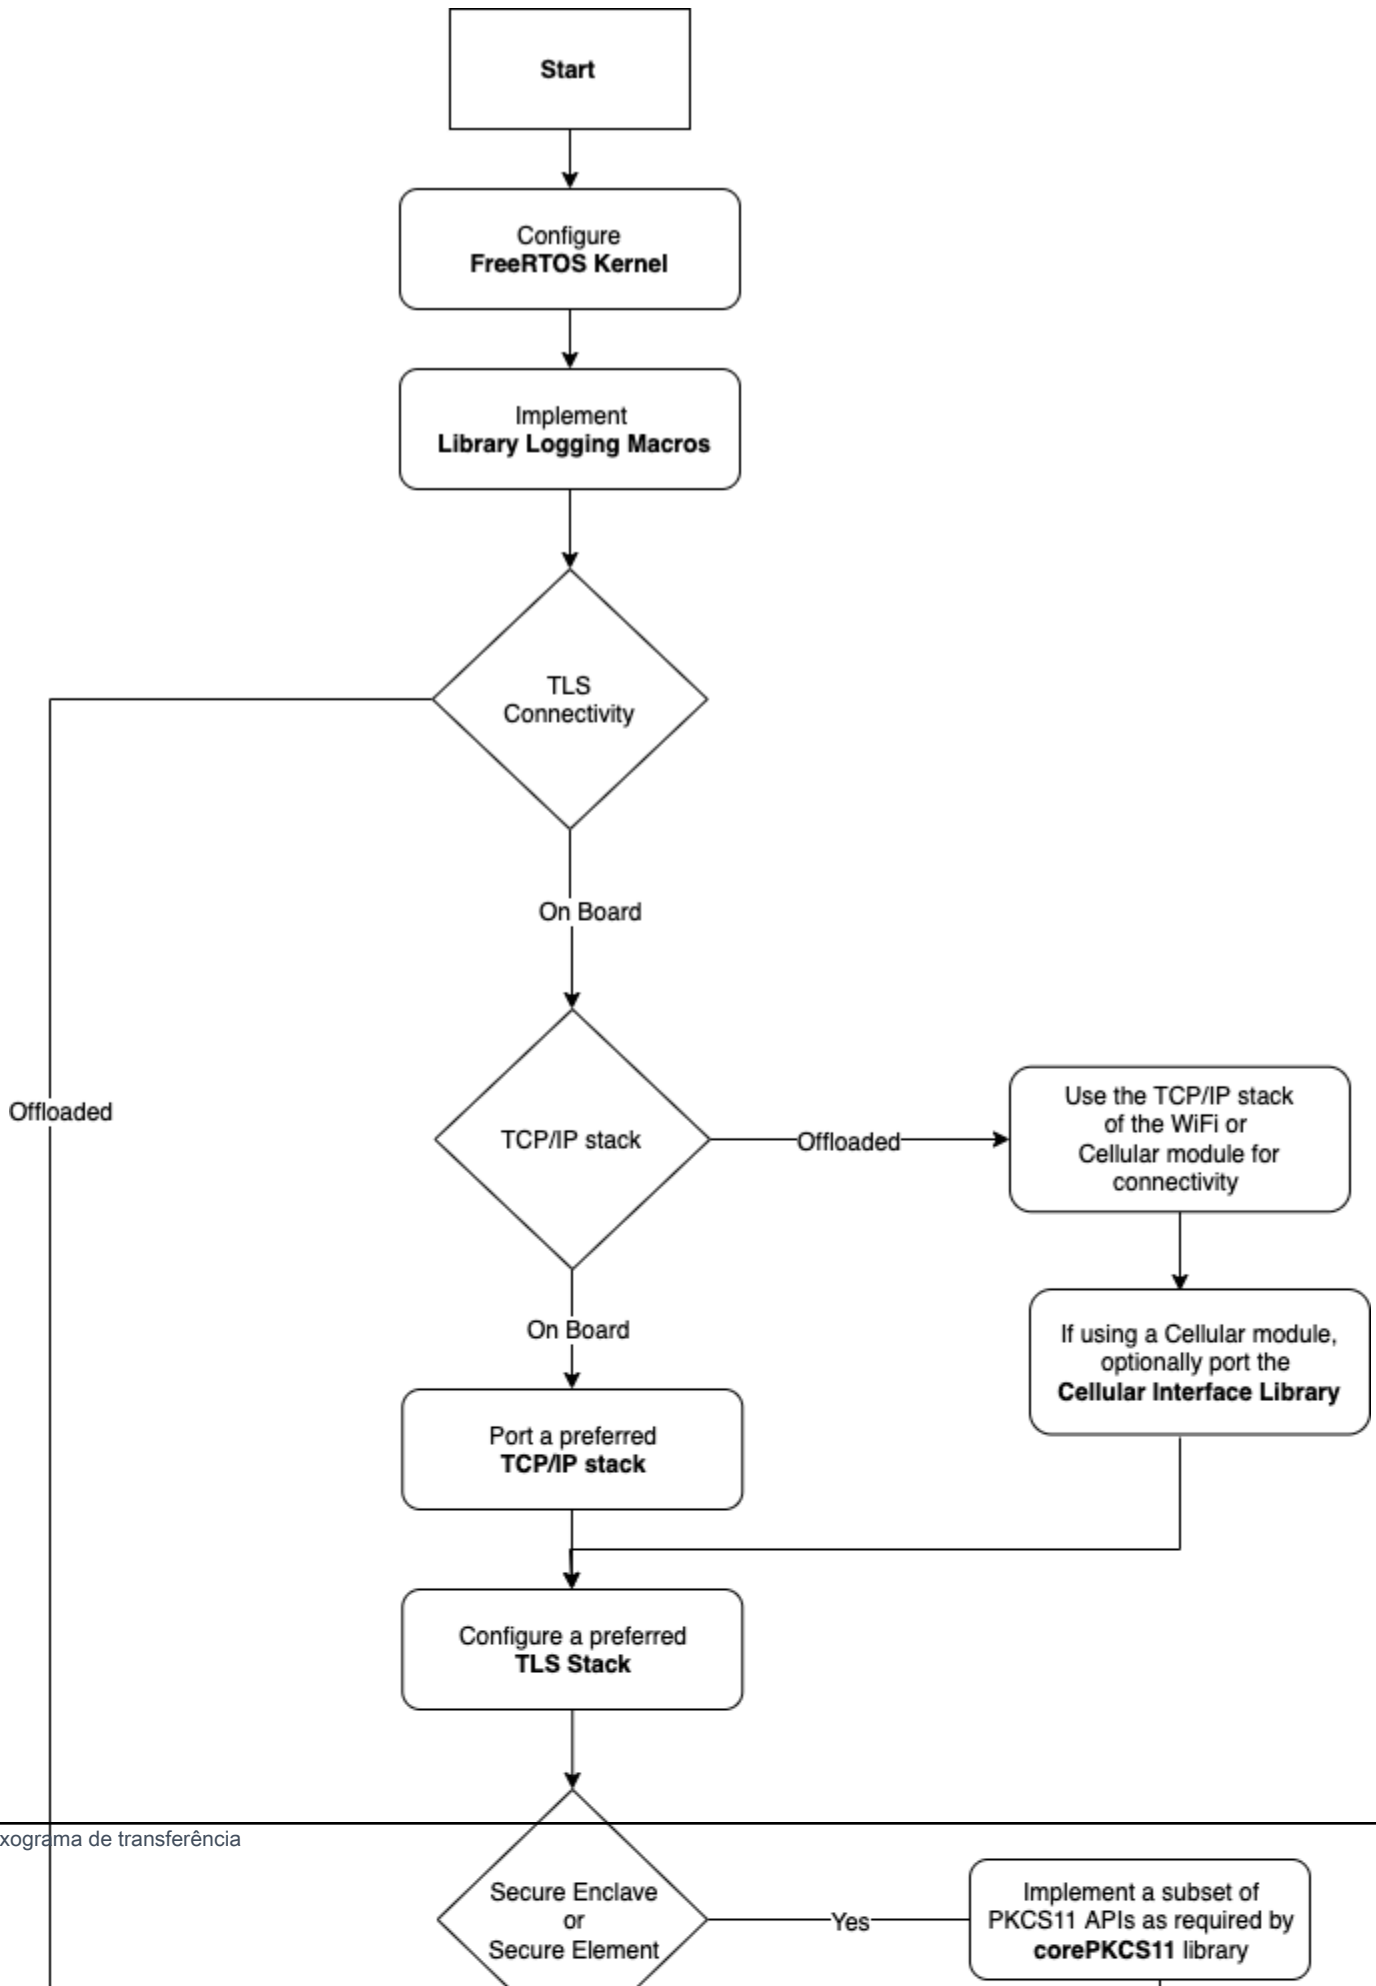 Start
Configure
FreeRTOS Kernel
Implement
Library Logging Macros
TLS
Connectivity
On Board
Offloaded
TCP/IP stack
Offloaded
Use the TCP/IP stack
of the WiFi or
Cellular module for
connectivity
If using a Cellular module,
optionally port the
Cellular Interface Library
On Board
Port a preferred
TCP/IP stack
Configure a preferred
TLS Stack
xograma de transferência
Secure Enclave
or
Secure Element
Yes
Implement a subset of
PKCS11 APIs as required by
corePKCS11 library